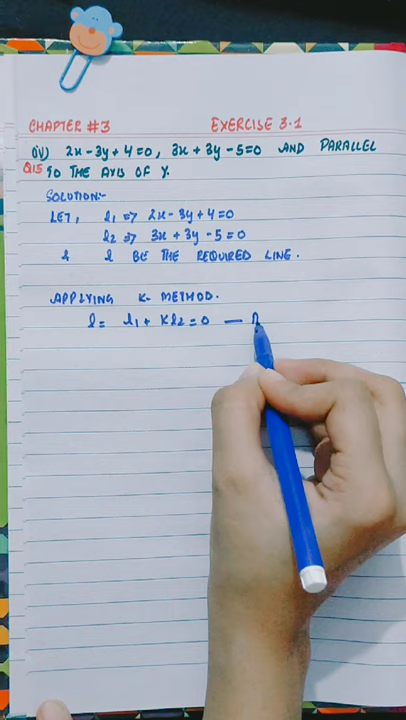 CHAPTER #3 EXERCISE 3.1
(iv) 2x - 3y + 4 = 0, 3x + 3y - 5 = 0 AND PARALLEL
Q15 TO THE AXIS OF Y.
SOLUTION:-
LET, l1 => 2x - 3y + 4 = 0
l2 => 3x + 3y - 5 = 0
& l BE THE REQUIRED LINE.
APPLYING K- METHOD.
l = l1 + Kl2 = 0 —